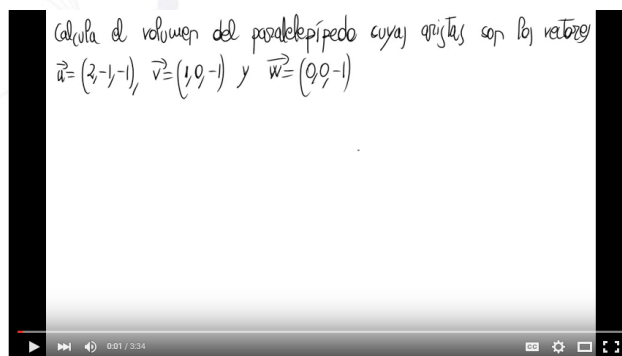 Calcula el volumen del paralelepípedo cuyas aristas son los vectores
u⃗=(2,-1,-1), v⃗=(1,0,-1) y w⃗=(0,0,-1)
0:01 / 3:34
CC